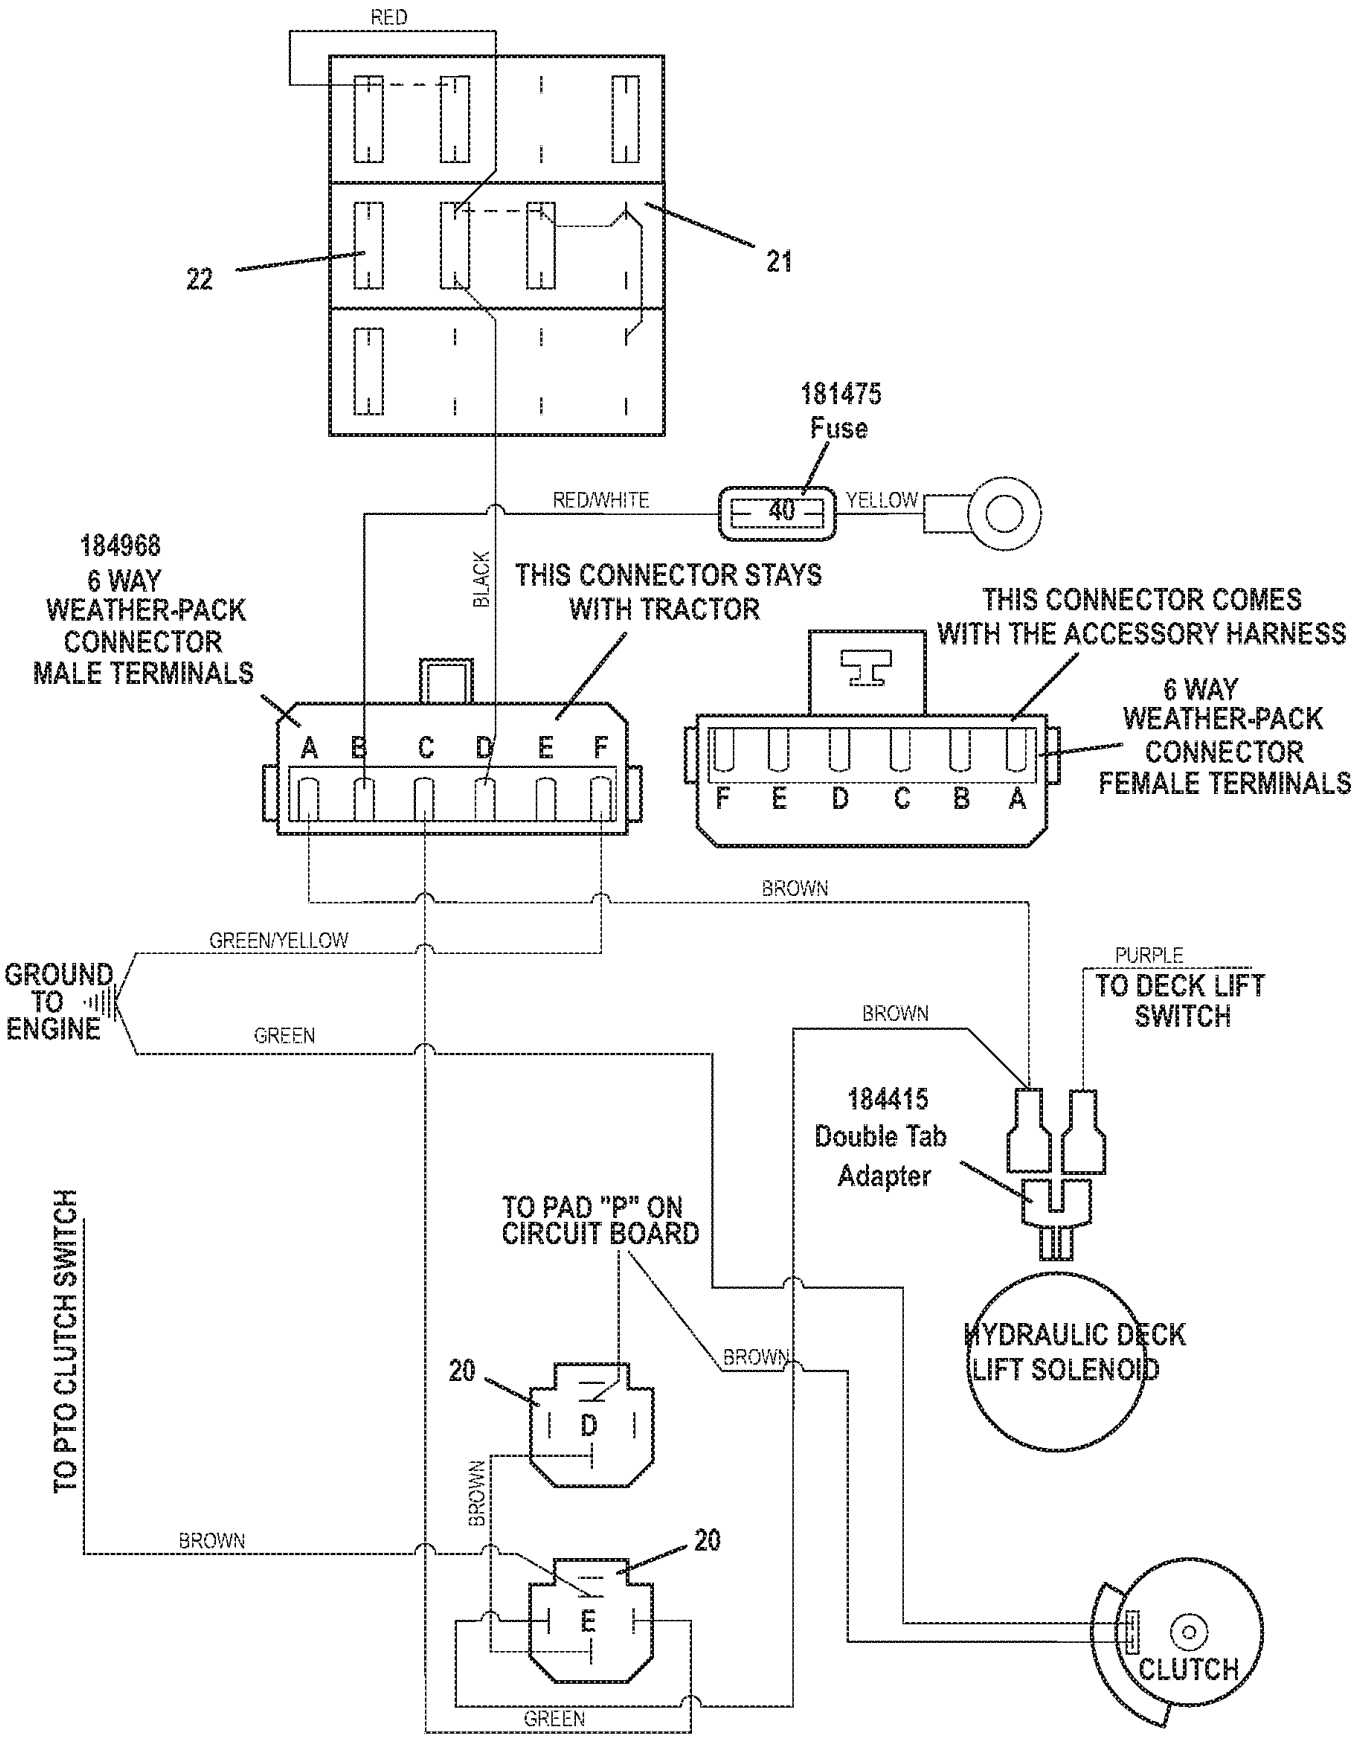 RED
22
21
181475
Fuse
RED/WHITE
40
YELLOW
184968
6 WAY
WEATHER-PACK
CONNECTOR
MALE TERMINALS
BLACK
THIS CONNECTOR STAYS
WITH TRACTOR
THIS CONNECTOR COMES
WITH THE ACCESSORY HARNESS
6 WAY
WEATHER-PACK
CONNECTOR
FEMALE TERMINALS
A B C D E F
F E D C B A
BROWN
GREEN/YELLOW
GROUND
TO
ENGINE
GREEN
PURPLE
TO DECK LIFT
SWITCH
BROWN
184415
Double Tab
Adapter
TO PAD "P" ON
CIRCUIT BOARD
TO PTO CLUTCH SWITCH
HYDRAULIC DECK
LIFT SOLENOID
BROWN
20
D
BROWN
BROWN
20
E
CLUTCH
GREEN